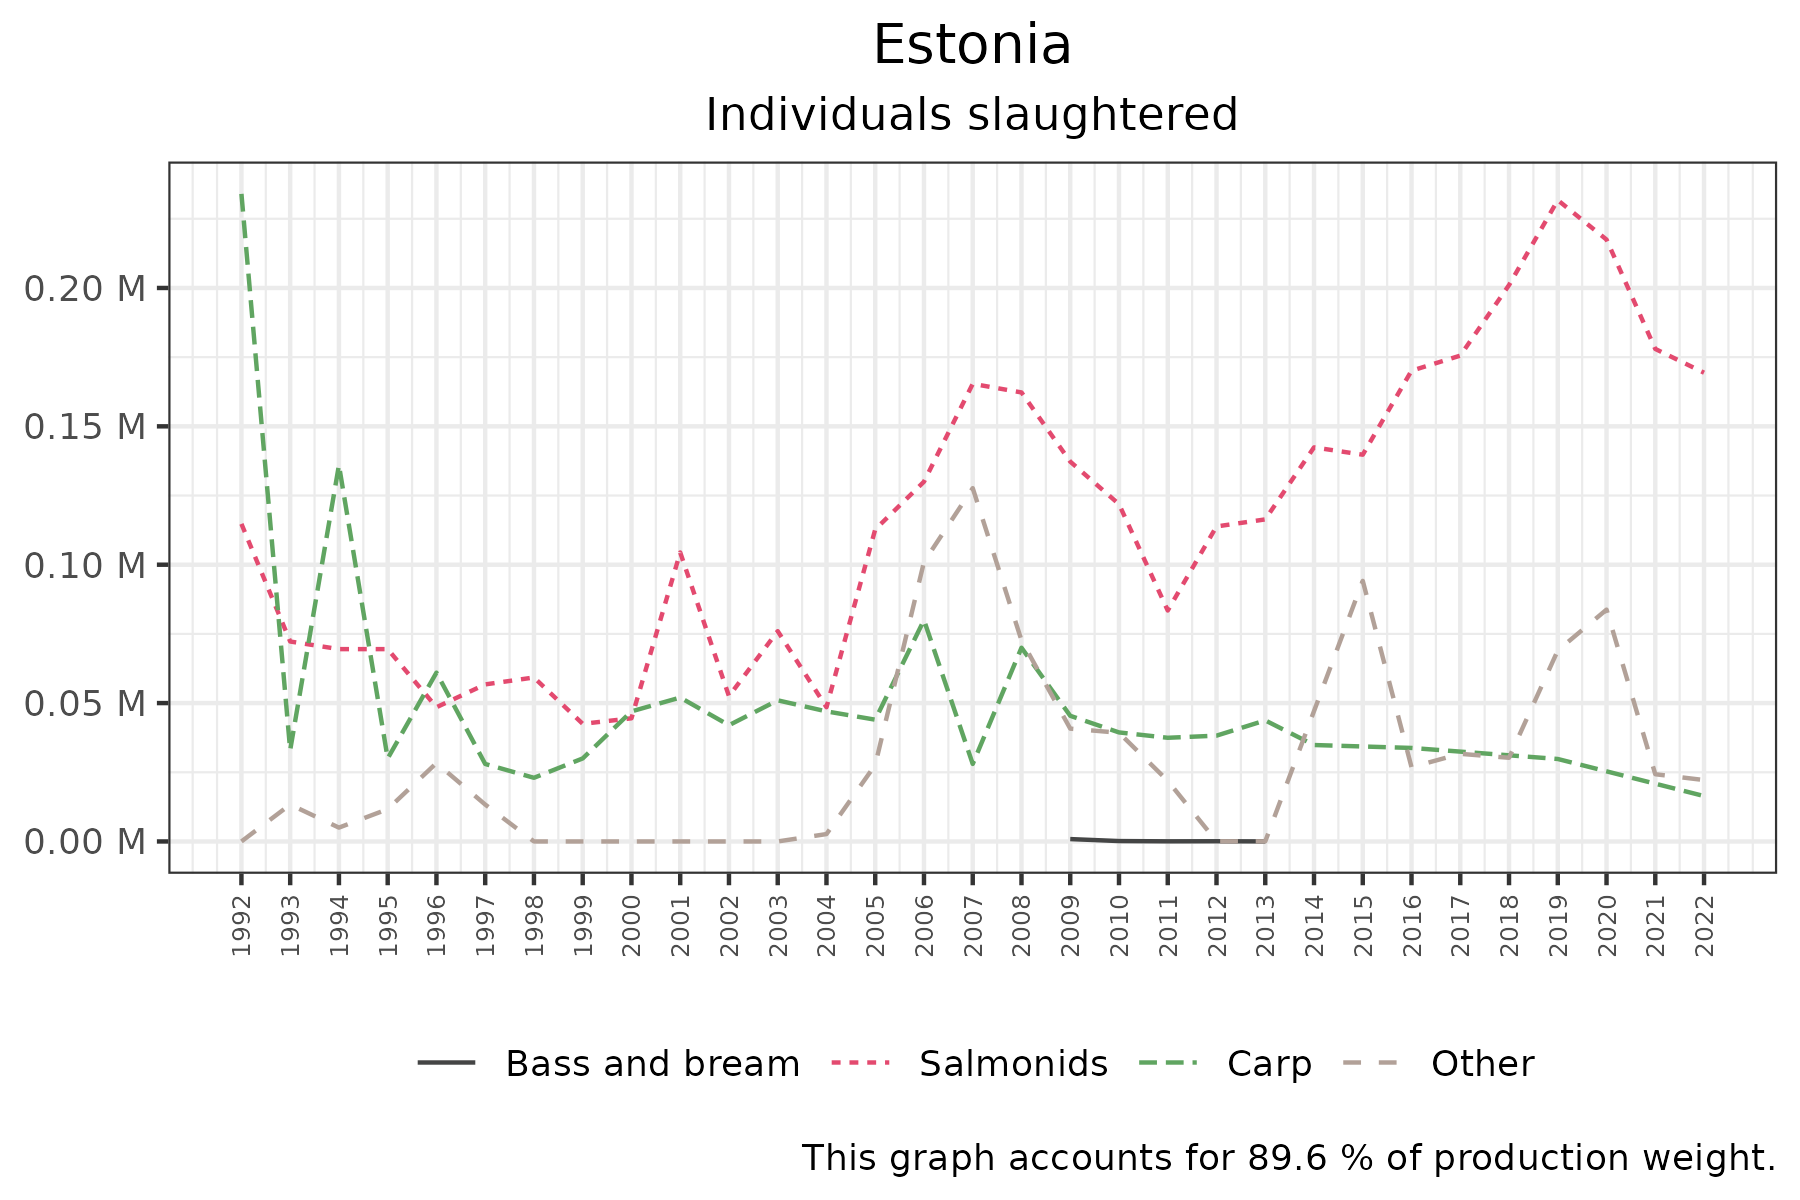 Estonia
Individuals slaughtered
0.20 M
0.15 M
0.10 M
0.05 M
0.00 M
1992 1993 1994 1995 1996 1997 1998 1999 2000 2001 2002 2003 2004 2005 2006 2007 2008 2009 2010 2011 2012 2013 2014 2015 2016 2017 2018 2019 2020 2021 2022
Bass and bream Salmonids Carp Other
This graph accounts for 89.6 % of production weight.